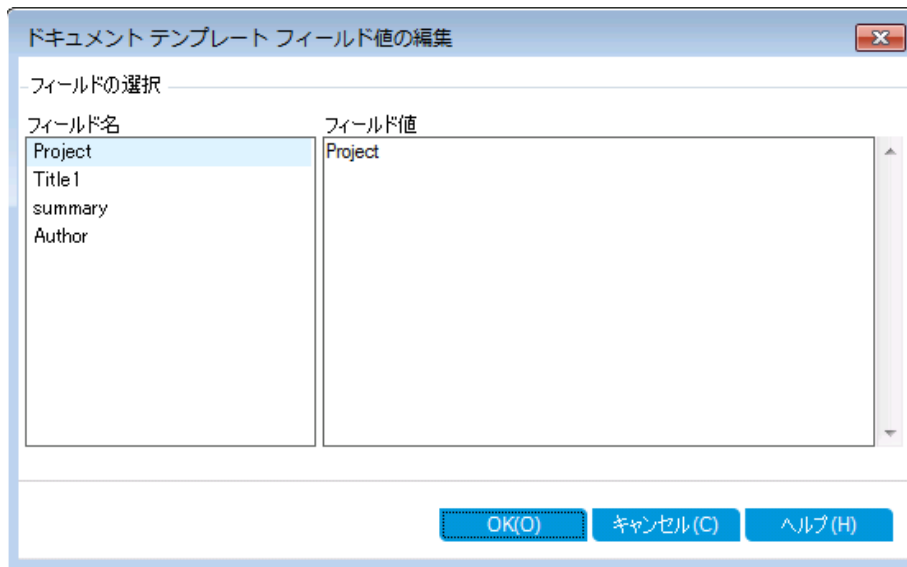 ドキュメント テンプレート フィールド値の編集
フィールドの選択
フィールド名
フィールド値
Project
Project
Title1
summary
Author
OK(O)
キャンセル(C)
ヘルプ(H)